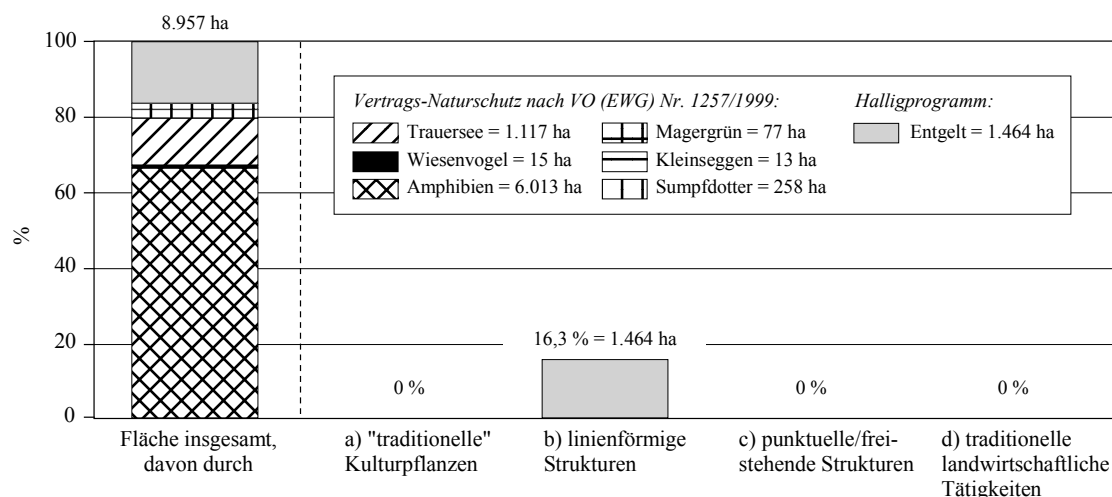 8.957 ha
100
80
60
40
20
0
%
Vertrags-Naturschutz nach VO (EWG) Nr. 1257/1999:
Trauersee = 1.117 ha
Wiesenvogel = 15 ha
Amphibien = 6.013 ha
Magergrün = 77 ha
Kleinseggen = 13 ha
Sumpfdotter = 258 ha
Halligprogramm:
Entgelt = 1.464 ha
0 %
16,3 % = 1.464 ha
0 %
0 %
Fläche insgesamt,
davon durch
a) "traditionelle"
Kulturpflanzen
b) linienförmige
Strukturen
c) punktuelle/frei-
stehende Strukturen
d) traditionelle
landwirtschaftliche
Tätigkeiten